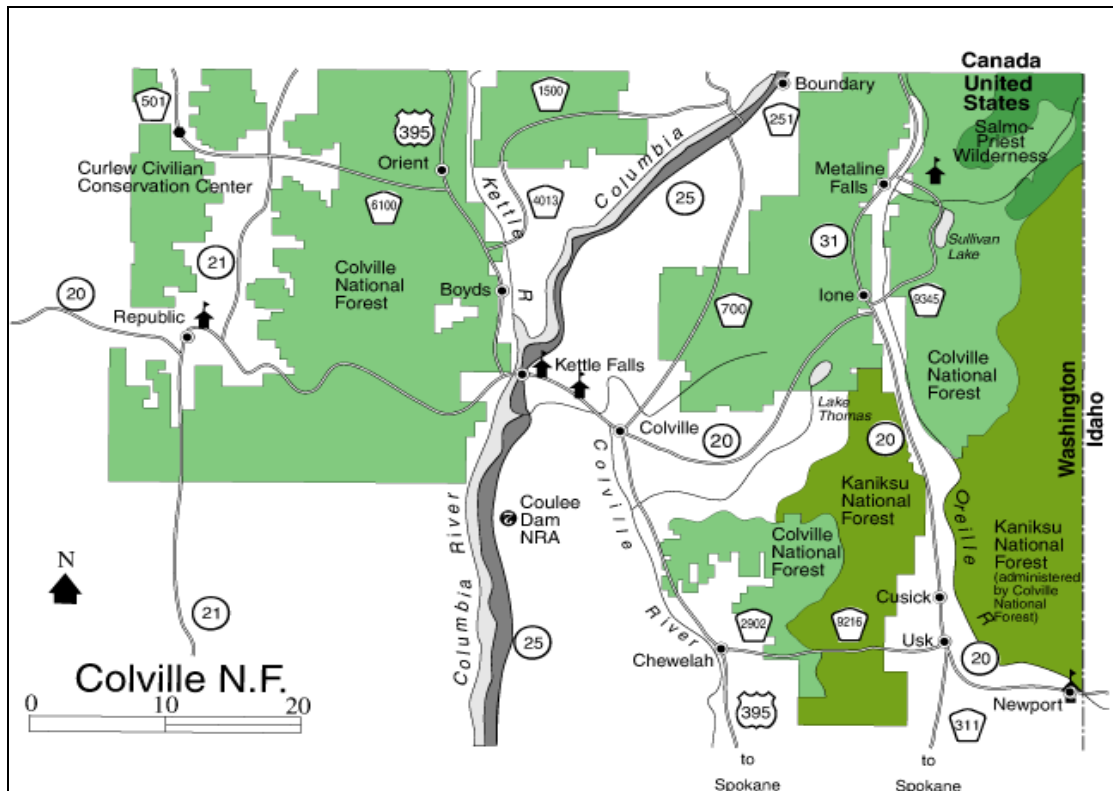 Canada
United
States
Boundary
501
1500
251
395
Salmo-
Priest
Wilderness
Orient
Curlew Civilian
Conservation Center
Metaline
Falls
Kettle
R
Columbia
4013
25
6100
21
31
Sullivan
Lake
Colville
National
Forest
20
Boyds
Ione
9345
700
Republic
Kettle Falls
Colville
National
Forest
Lake
Thomas
Colville
20
20
Washington
Idaho
Kaniksu
National
Forest
Oreille
R
Colville
River
Coulee
Dam
NRA
Columbia
River
Colville
National
Forest
Kaniksu
National
Forest
(administered
by Colville
National
Forest)
N
21
25
Cusick
2902
9216
Usk
20
Chewelah
Newport
Colville N.F.
0
10
20
395
311
to
Spokane
to
Spokane